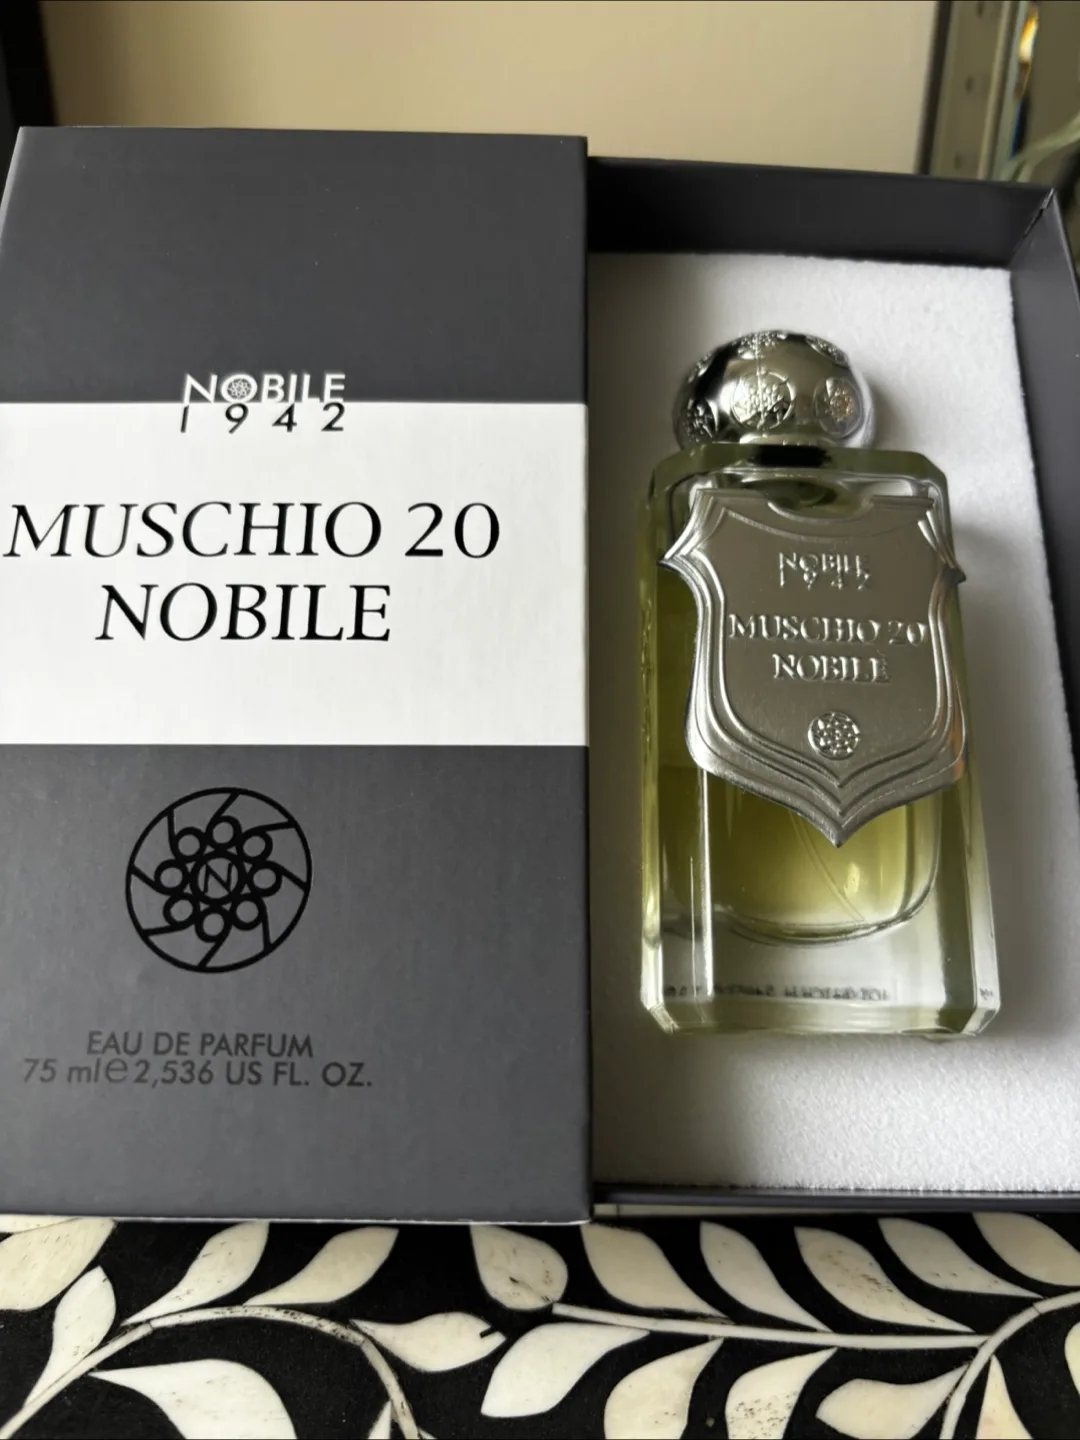 NOBILE
1942
MUSCHIO 20
NOBILE
N
EAU DE PARFUM
75 ml e 2,536 US FL. OZ.
NOBILE
1942
MUSCHIO 20
NOBILE